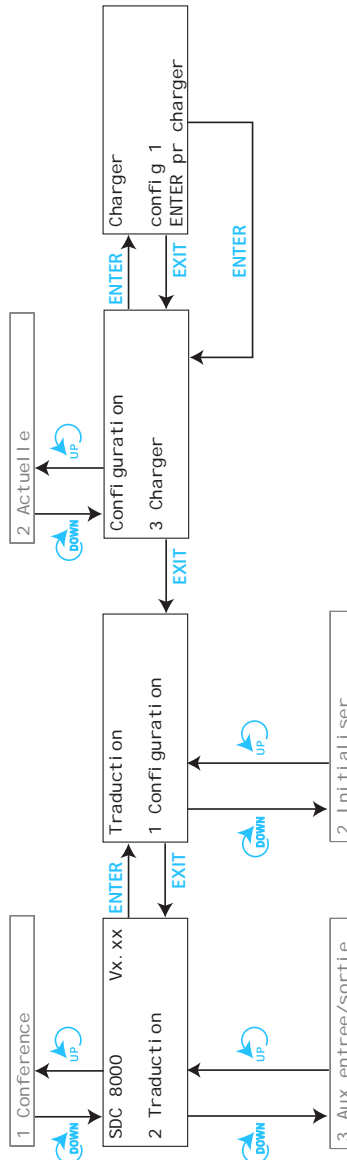 1 Conference
DOWN
UP
SDC 8000 Vx.xx
2 Traduction
DOWN
UP
3 Aux entree/sortie
ENTER
EXIT
Traduction
1 Configuration
DOWN
UP
2 Initialiser
EXIT
2 Actuelle
DOWN
UP
Configuration
3 Charger
ENTER
EXIT
Charger
config 1
ENTER pr charger
ENTER